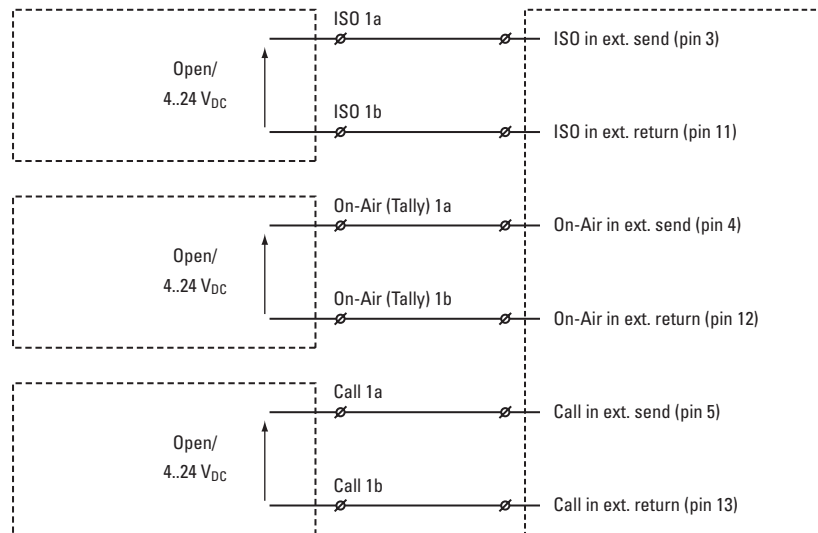 ISO 1a
ISO in ext. send (pin 3)
Open/
4..24 VDC
ISO 1b
ISO in ext. return (pin 11)
On-Air (Tally) 1a
On-Air in ext. send (pin 4)
Open/
4..24 VDC
On-Air (Tally) 1b
On-Air in ext. return (pin 12)
Call 1a
Call in ext. send (pin 5)
Open/
4..24 VDC
Call 1b
Call in ext. return (pin 13)